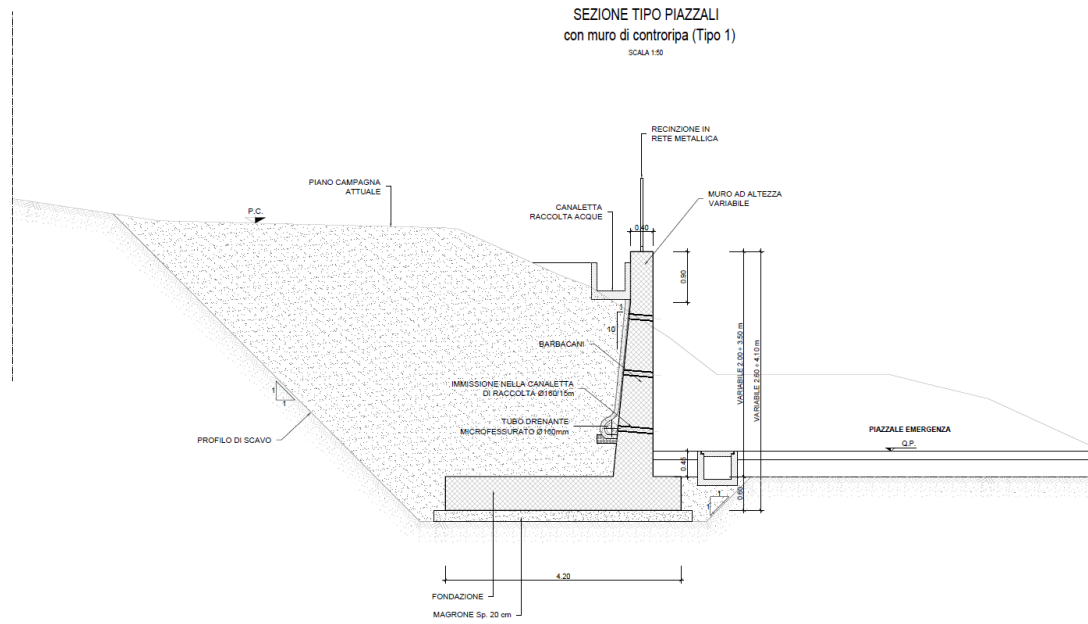 SEZIONE TIPO PIAZZALI
con muro di controripa (Tipo 1)
SCALA 1:50
RECINZIONE IN
RETE METALLICA
PIANO CAMPAGNA
ATTUALE
MURO AD ALTEZZA
VARIABILE
CANALETTA
RACCOLTA ACQUE
P.C.
0.40
0.90
1
10
BARBACANI
VARIABILE 2.00 ÷ 3.50 m
VARIABILE 2.60 ÷ 4.10 m
IMMISSIONE NELLA CANALETTA
DI RACCOLTA Ø160/15m
1
1
TUBO DRENANTE
MICROFESSURATO Ø160mm
PIAZZALE EMERGENZA
PROFILO DI SCAVO
Q.P.
0.45
1
1
0.60
4.20
FONDAZIONE
MAGRONE Sp. 20 cm